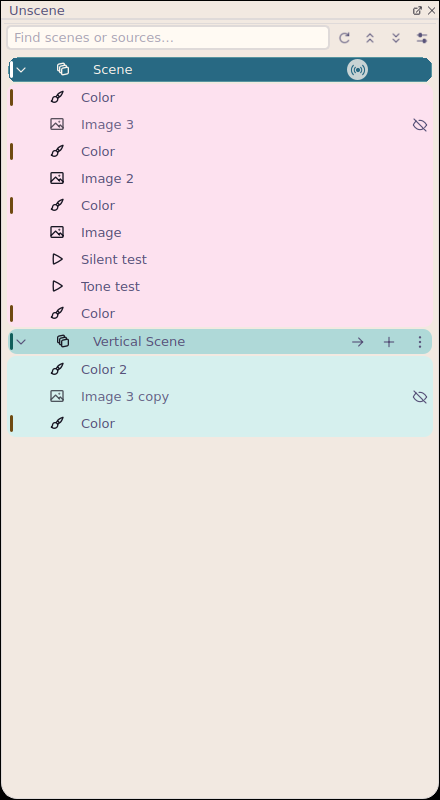 Unscene
Find scenes or sources...
Scene
Color
Image 3
Color
Image 2
Color
Image
Silent test
Tone test
Color
Vertical Scene
Color 2
Image 3 copy
Color